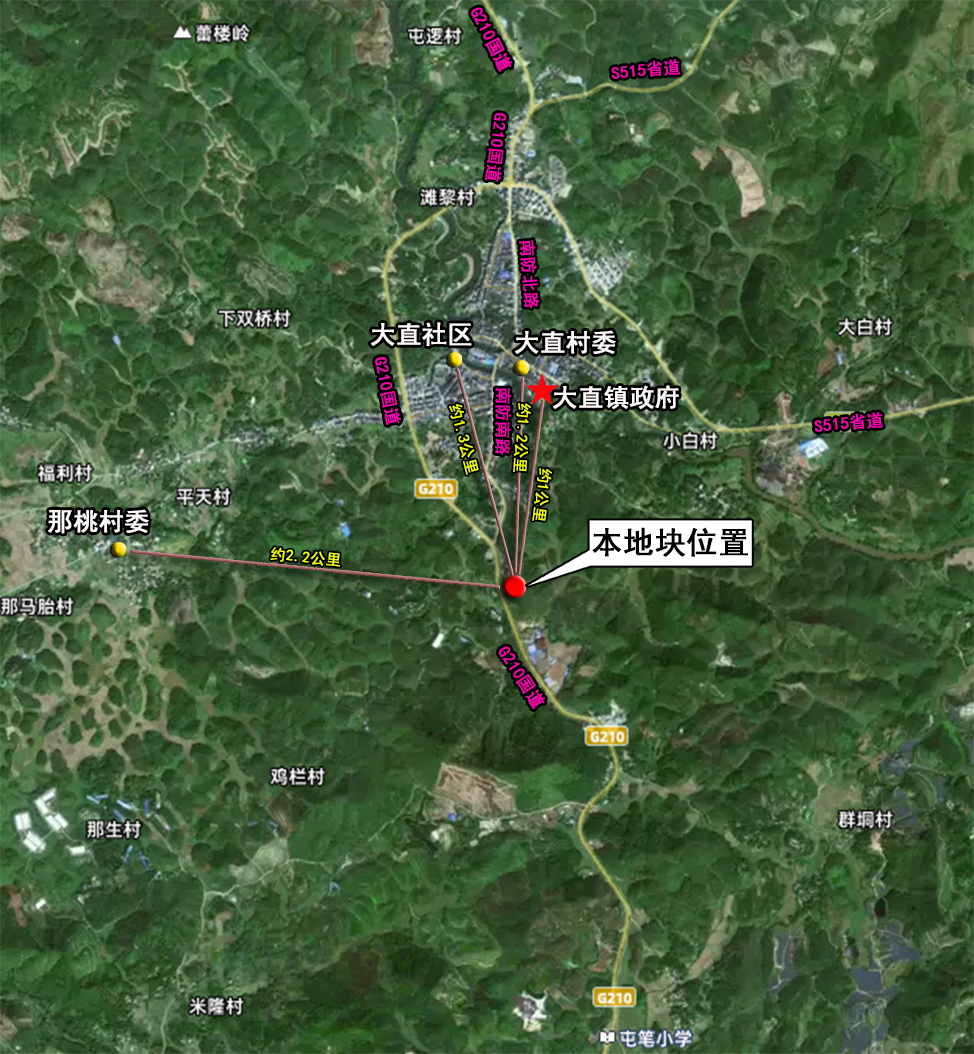 G210国道
蕾楼岭
屯逻村
S515省道
G210国道
滩黎村
南防北路
下双桥村
大白村
大直社区
大直村委
G210国道
大直镇政府
南防南路
约1.3公里
约1.2公里
S515省道
小白村
福利村
约1公里
G210
平天村
那桃村委
本地块位置
约2.2公里
那马胎村
G210国道
G210
鸡栏村
那生村
群垌村
G210
米隆村
屯笔小学